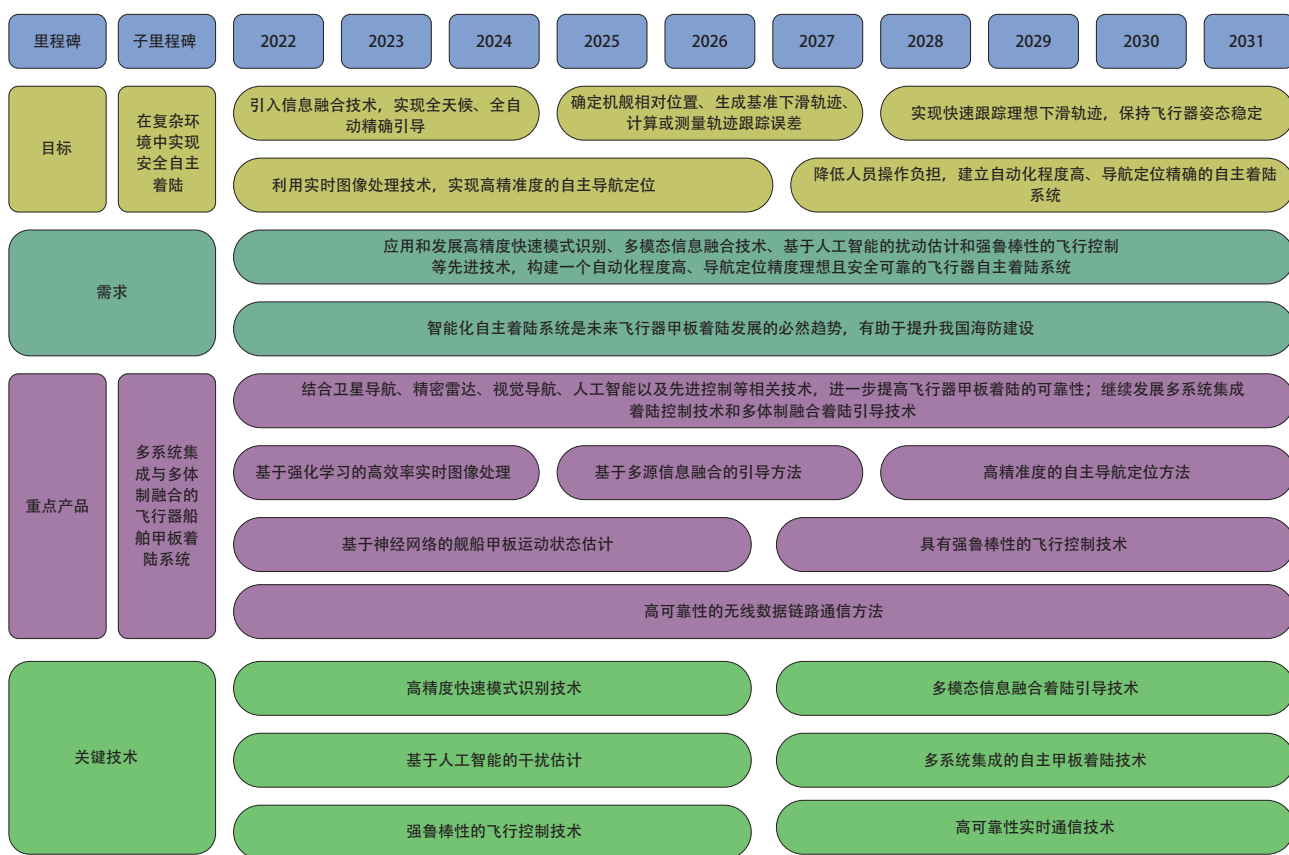 里程碑
子里程碑
2022
2023
2024
2025
2026
2027
2028
2029
2030
2031
目标
在复杂环
境中实现
安全自主
着陆
引入信息融合技术，实现全天候、全自
动精确引导
确定机舰相对位置、生成基准下滑轨迹、
计算或测量轨迹跟踪误差
实现快速跟踪理想下滑轨迹，保持飞行器姿态稳定
利用实时图像处理技术，实现高精准度的自主导航定位
降低人员操作负担，建立自动化程度高、导航定位精确的自主着陆
系统
需求
应用和发展高精度快速模式识别、多模态信息融合技术、基于人工智能的扰动估计和强鲁棒性的飞行控制
等先进技术，构建一个自动化程度高、导航定位精度理想且安全可靠的飞行器自主着陆系统
智能化自主着陆系统是未来飞行器甲板着陆发展的必然趋势，有助于提升我国海防建设
重点产品
多系统集
成与多体
制融合的
飞行器船
舶甲板着
陆系统
结合卫星导航、精密雷达、视觉导航、人工智能以及先进控制等相关技术，进一步提高飞行器甲板着陆的可靠性；继续发展多系统集成
着陆控制技术和多体制融合着陆引导技术
基于强化学习的高效率实时图像处理
基于多源信息融合的引导方法
高精准度的自主导航定位方法
基于神经网络的舰船甲板运动状态估计
具有强鲁棒性的飞行控制技术
高可靠性的无线数据链路通信方法
关键技术
高精度快速模式识别技术
多模态信息融合着陆引导技术
基于人工智能的干扰估计
多系统集成的自主甲板着陆技术
强鲁棒性的飞行控制技术
高可靠性实时通信技术